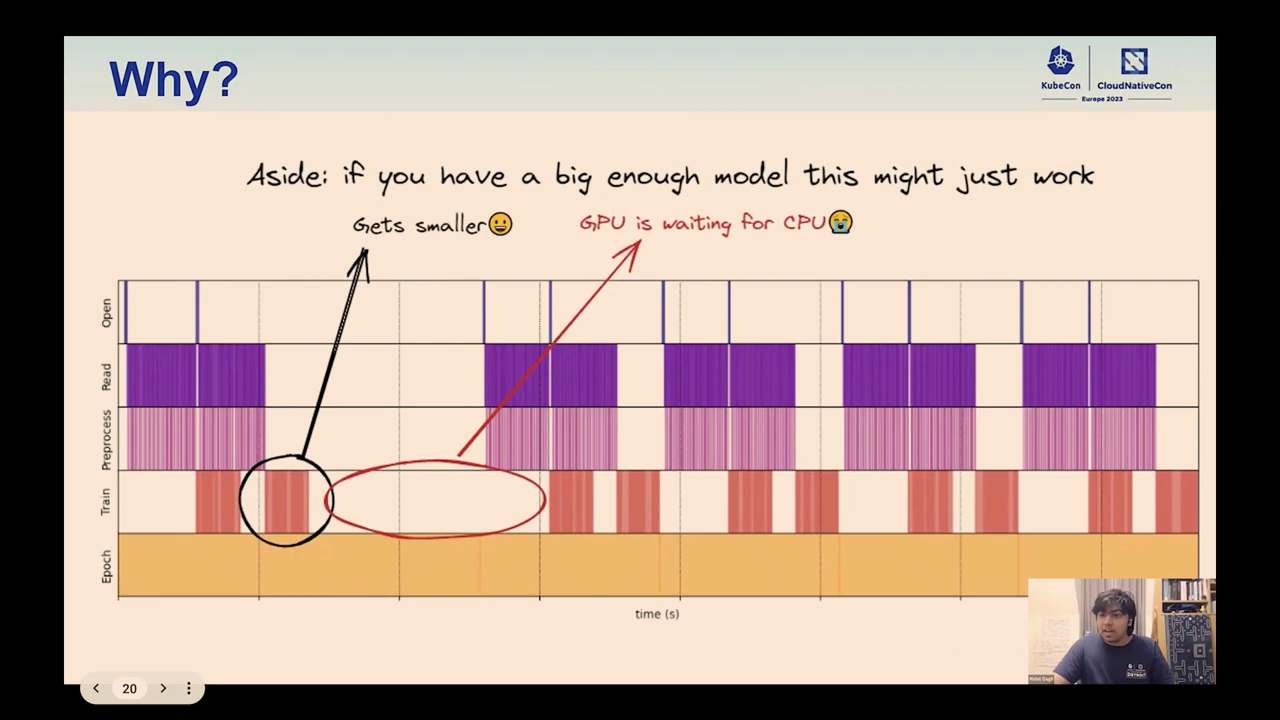 Why?
KubeCon
CloudNativeCon
Europe 2023
Aside: if you have a big enough model this might just work
Gets smaller😀
GPU is waiting for CPU😭
Open
Read
Preprocess
Train
Epoch
time (s)
20